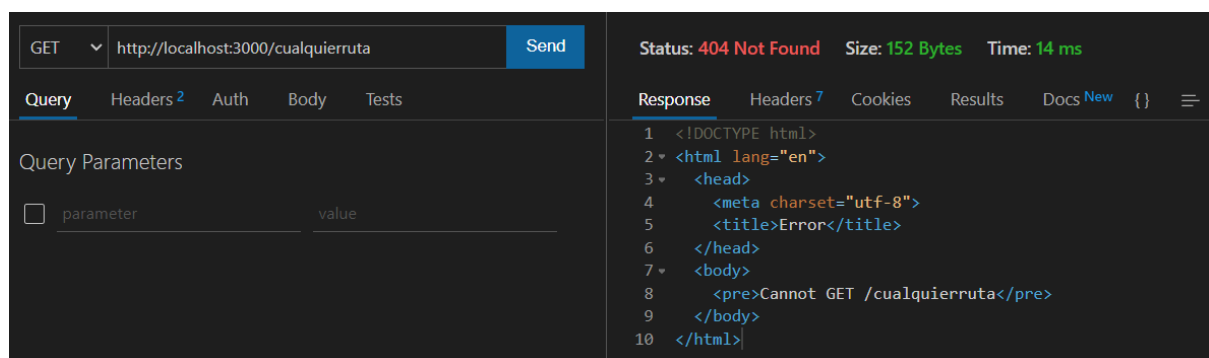 GET http://localhost:3000/cualquierruta Send
Query Headers 2 Auth Body Tests
Query Parameters
parameter value
Status: 404 Not Found Size: 152 Bytes Time: 14 ms
Response Headers 7 Cookies Results Docs New {}
1 <!DOCTYPE html>
2 <html lang="en">
3 <head>
4 <meta charset="utf-8">
5 <title>Error</title>
6 </head>
7 <body>
8 <pre>Cannot GET /cualquierruta</pre>
9 </body>
10 </html>